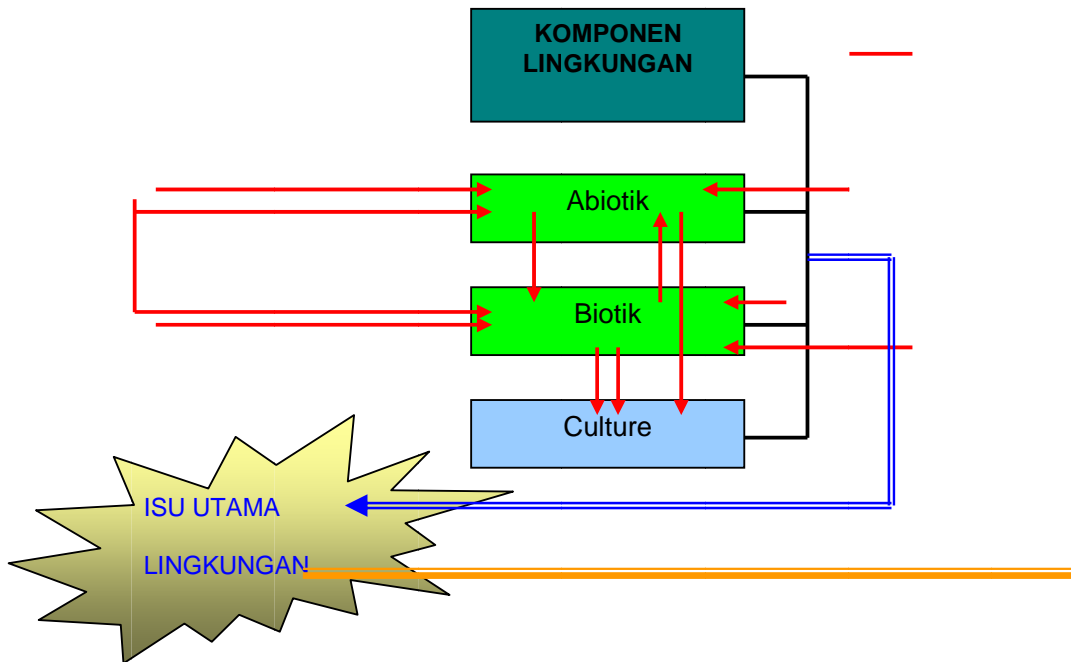 KOMPONEN
LINGKUNGAN
Abiotik
Biotik
Culture
ISU UTAMA
LINGKUNGAN